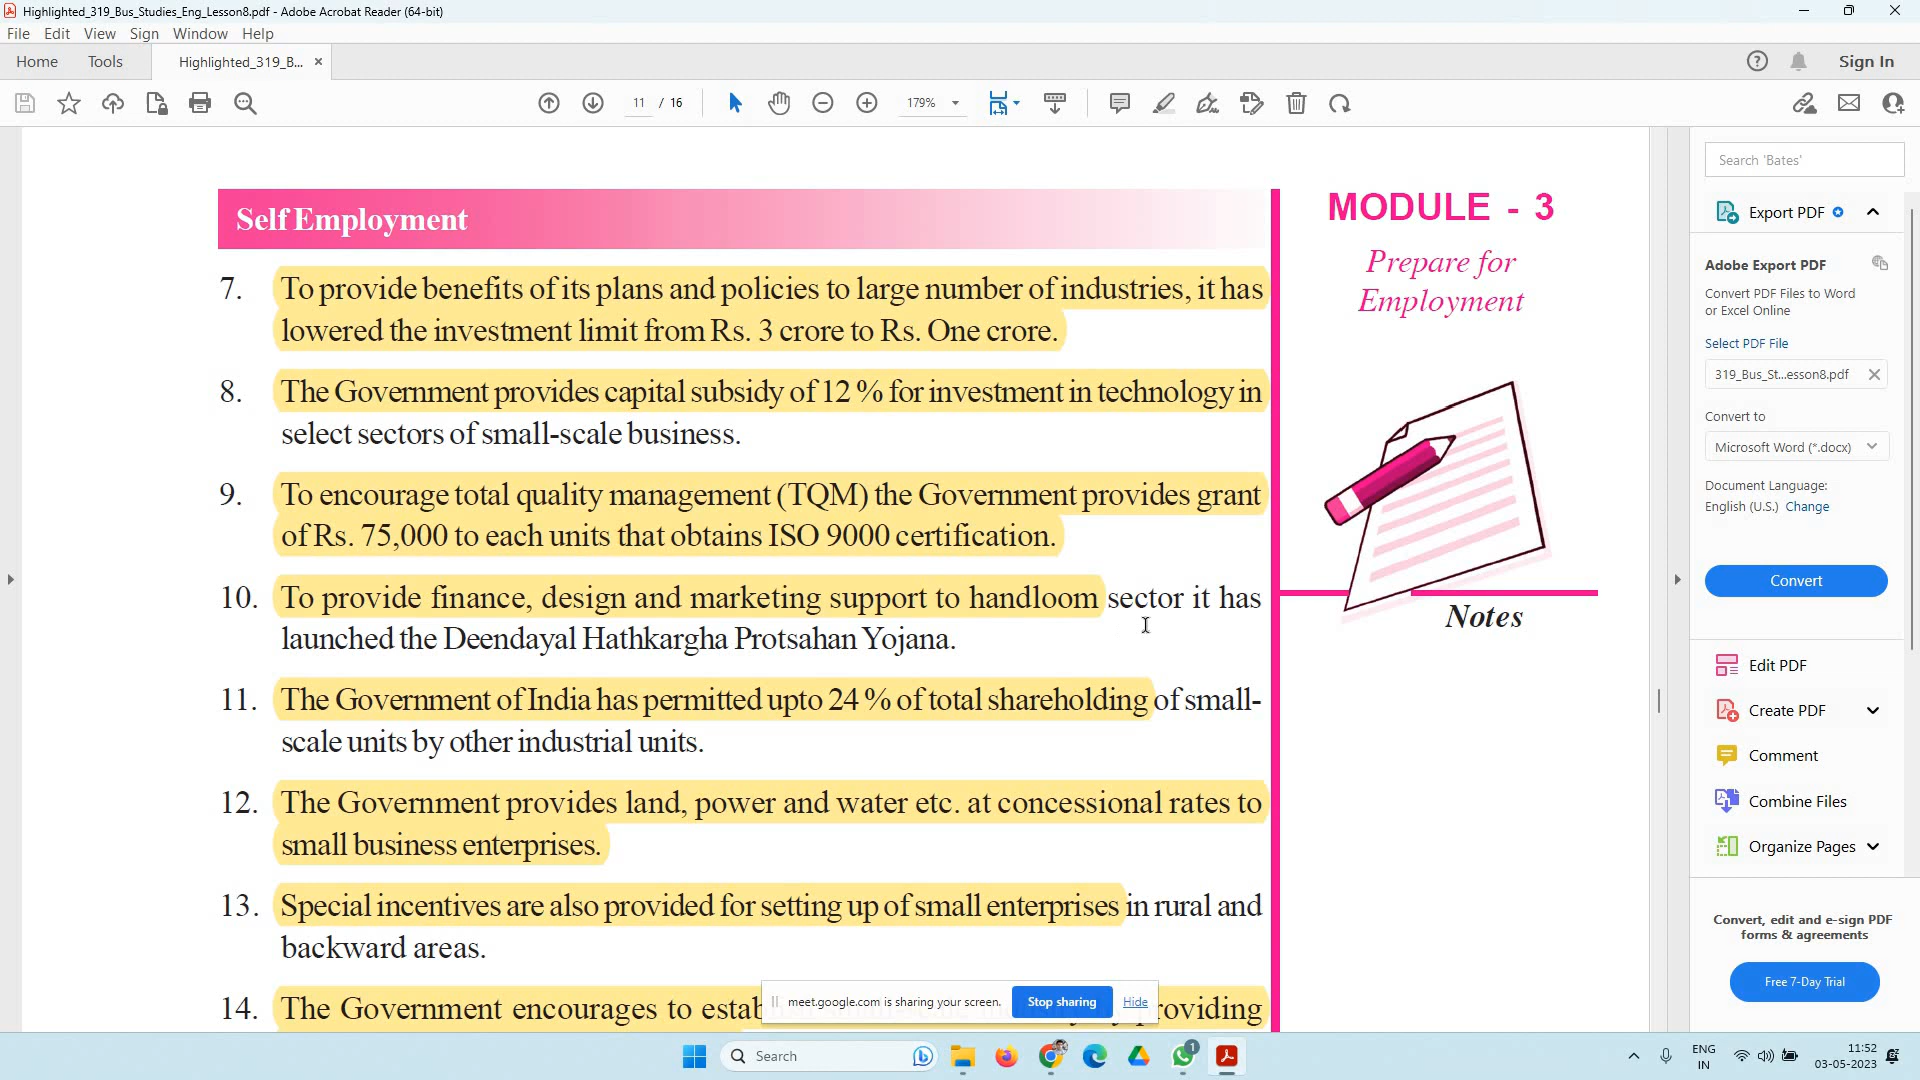 Highlighted_319_Bus_Studies_Eng_Lesson8.pdf - Adobe Acrobat Reader (64-bit)
File Edit View Sign Window Help
Home Tools Highlighted_319_B... × Sign In
11 / 16 179%
Self Employment
7. To provide benefits of its plans and policies to large number of industries, it has
lowered the investment limit from Rs. 3 crore to Rs. One crore.
8. The Government provides capital subsidy of 12 % for investment in technology in
select sectors of small-scale business.
9. To encourage total quality management (TQM) the Government provides grant
of Rs. 75,000 to each units that obtains ISO 9000 certification.
10. To provide finance, design and marketing support to handloom sector it has
launched the Deendayal Hathkargha Protsahan Yojana.
11. The Government of India has permitted upto 24 % of total shareholding of small-
scale units by other industrial units.
12. The Government provides land, power and water etc. at concessional rates to
small business enterprises.
13. Special incentives are also provided for setting up of small enterprises in rural and
backward areas.
14. The Government encourages to providing
MODULE - 3
Prepare for
Employment
Notes
Search 'Bates'
Export PDF
Adobe Export PDF
Convert PDF Files to Word
or Excel Online
Select PDF File
319_Bus_St...esson8.pdf
Convert to
Microsoft Word (*.docx)
Document Language:
English (U.S.) Change
Convert
Edit PDF
Create PDF
Comment
Combine Files
Organize Pages
Convert, edit and e-sign PDF
forms & agreements
Free 7-Day Trial
meet.google.com is sharing your screen. Stop sharing Hide
Search
1
ENG
IN
11:52
03-05-2023